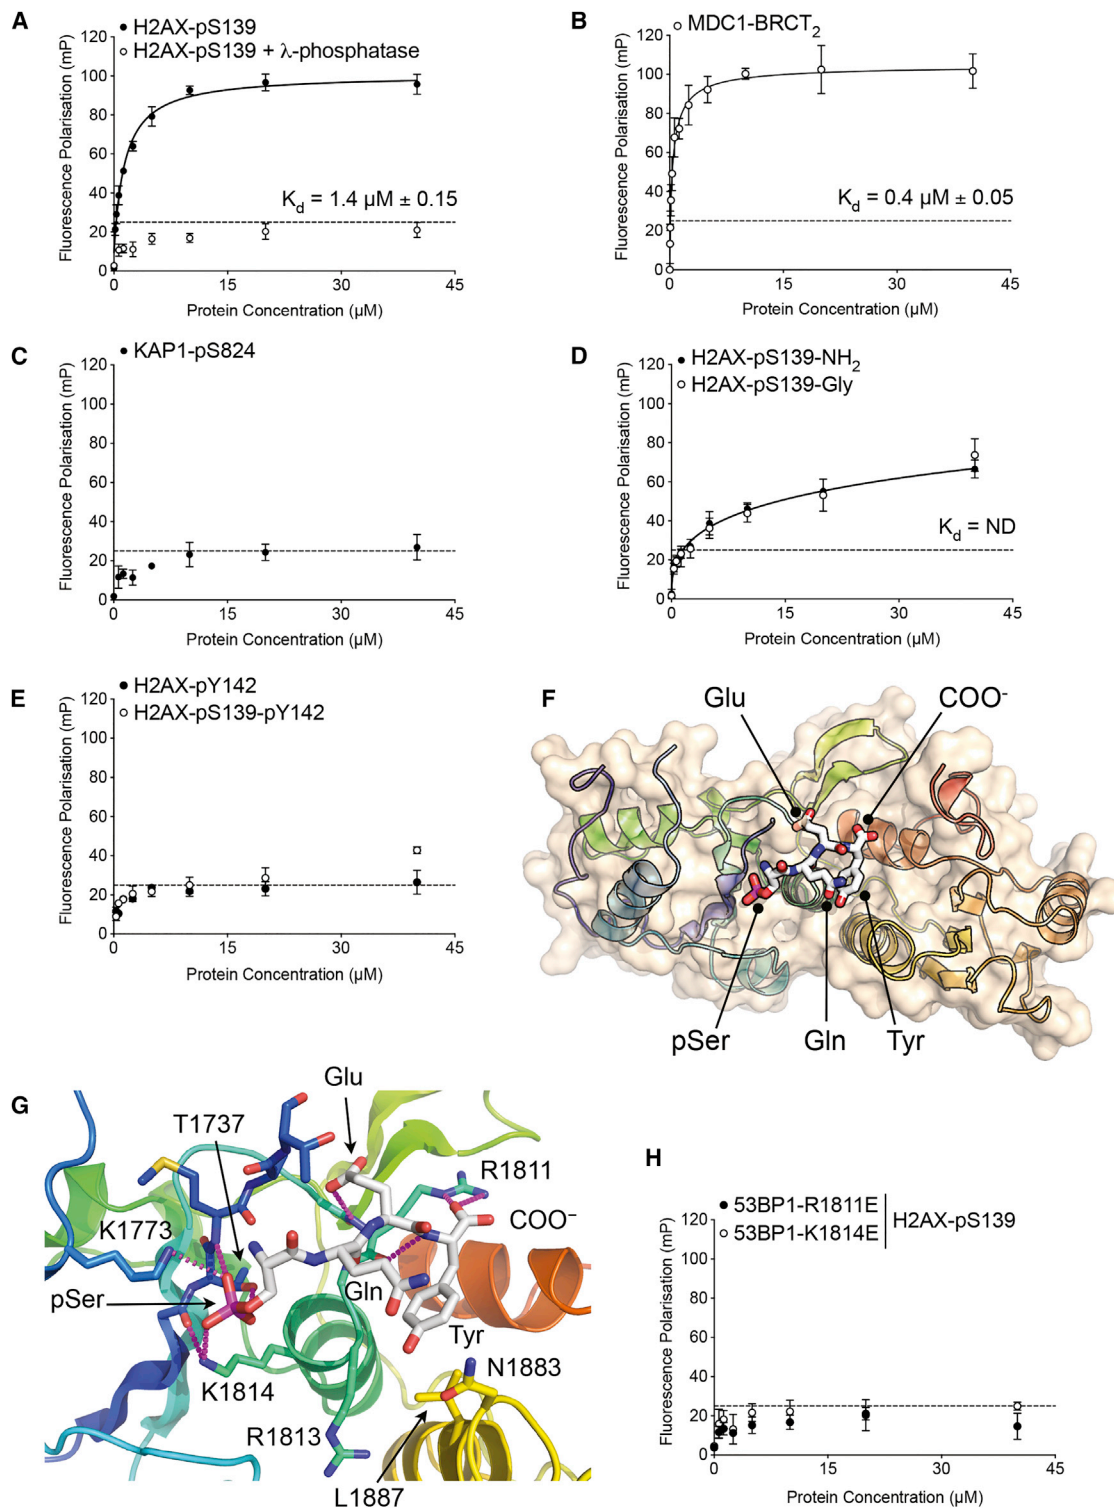 A
H2AX-pS139
H2AX-pS139 + λ-phosphatase
Fluorescence Polarisation (mP)
120
100
80
60
40
20
0
Kd = 1.4 µM ± 0.15
0 15 30 45
Protein Concentration (µM)
B
MDC1-BRCT2
Fluorescence Polarisation (mP)
120
100
80
60
40
20
0
Kd = 0.4 µM ± 0.05
0 15 30 45
Protein Concentration (µM)
C
KAP1-pS824
Fluorescence Polarisation (mP)
120
100
80
60
40
20
0
0 15 30 45
Protein Concentration (µM)
D
H2AX-pS139-NH2
H2AX-pS139-Gly
Fluorescence Polarisation (mP)
120
100
80
60
40
20
0
Kd = ND
0 15 30 45
Protein Concentration (µM)
E
H2AX-pY142
H2AX-pS139-pY142
Fluorescence Polarisation (mP)
120
100
80
60
40
20
0
0 15 30 45
Protein Concentration (µM)
F
Glu
COO⁻
pSer
Gln
Tyr
G
Glu
T1737
R1811
K1773
COO⁻
pSer
Gln
Tyr
K1814
N1883
R1813
L1887
H
53BP1-R1811E
53BP1-K1814E
H2AX-pS139
Fluorescence Polarisation (mP)
120
100
80
60
40
20
0
0 15 30 45
Protein Concentration (µM)